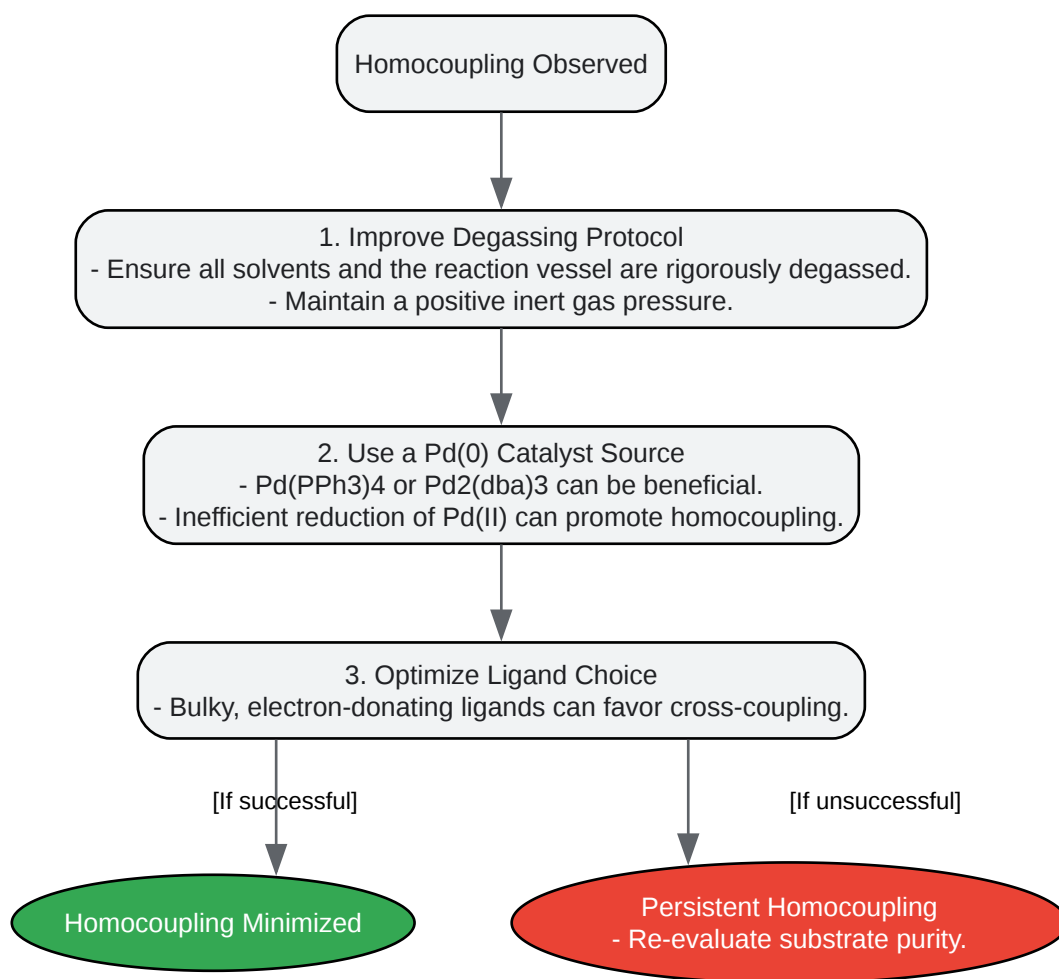 Homocoupling Observed
1. Improve Degassing Protocol
- Ensure all solvents and the reaction vessel are rigorously degassed.
- Maintain a positive inert gas pressure.
2. Use a Pd(0) Catalyst Source
- Pd(PPh3)4 or Pd2(dba)3 can be beneficial.
- Inefficient reduction of Pd(II) can promote homocoupling.
3. Optimize Ligand Choice
- Bulky, electron-donating ligands can favor cross-coupling.
[If successful]
[If unsuccessful]
Homocoupling Minimized
Persistent Homocoupling
- Re-evaluate substrate purity.